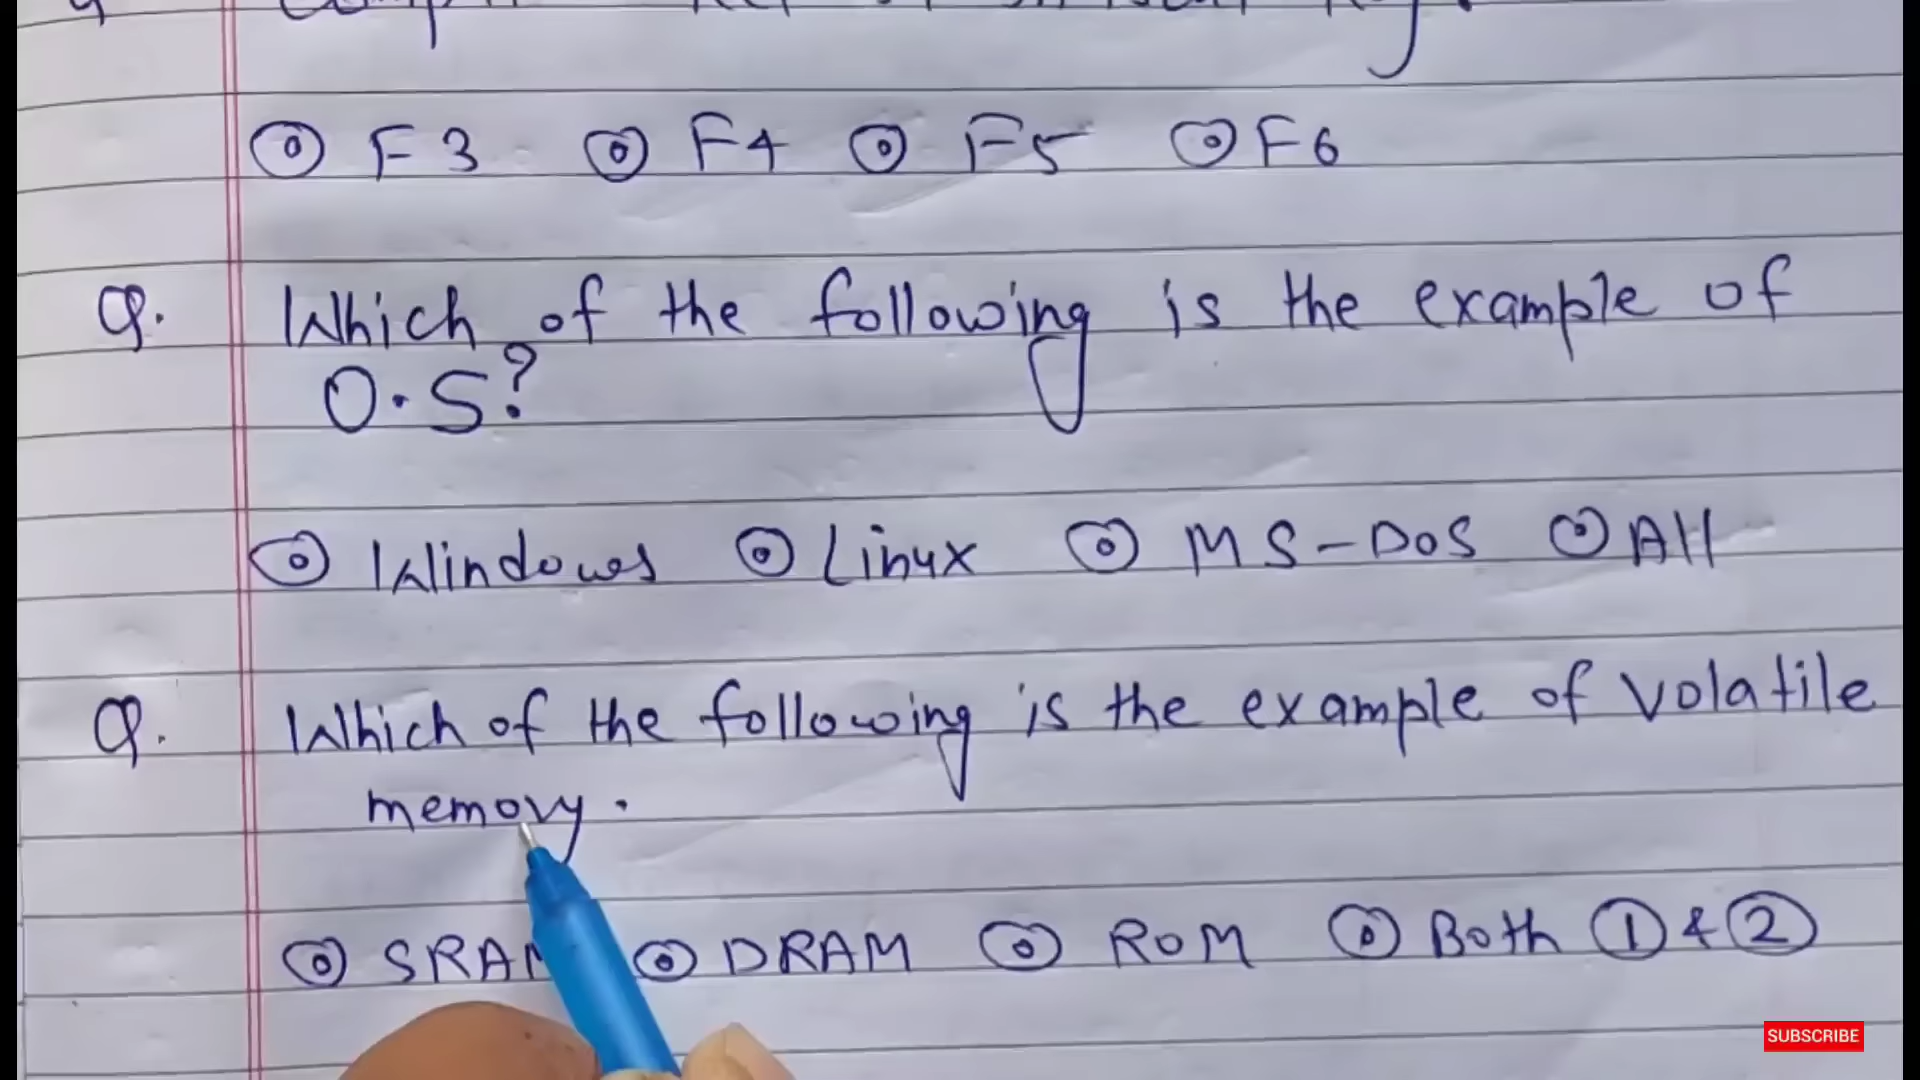 F3 F4 F5 F6
Q. Which of the following is the example of
O.S?
Windows Linux MS-DOS All
Q. Which of the following is the example of volatile
memory.
SRAM DRAM ROM Both ① & ②
SUBSCRIBE